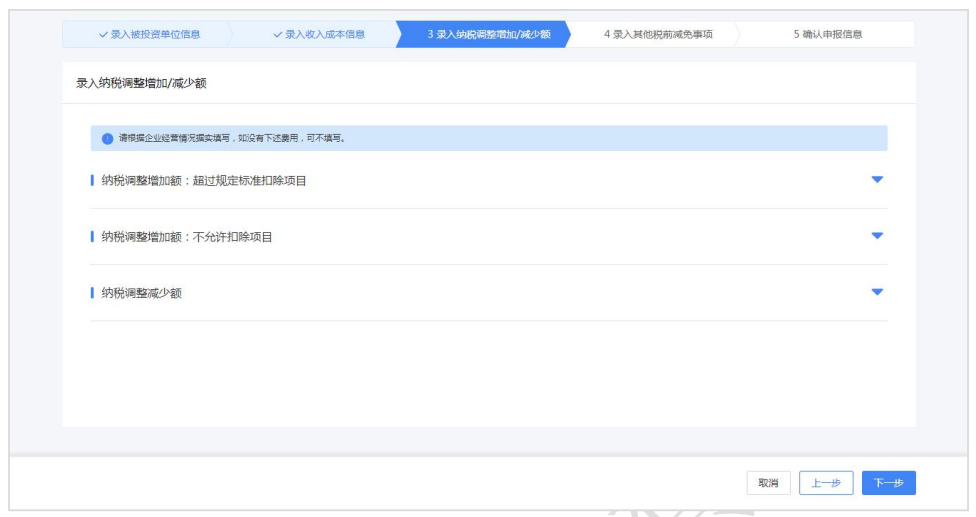 ✓ 录入被投资单位信息
✓ 录入收入成本信息
3 录入纳税调整增加/减少额
4 录入其他税前减免事项
5 确认申报信息
录入纳税调整增加/减少额
请根据企业经营情况据实填写，如没有下述费用，可不填写。
纳税调整增加额：超过规定标准扣除项目
纳税调整增加额：不允许扣除项目
纳税调整减少额
取消
上一步
下一步